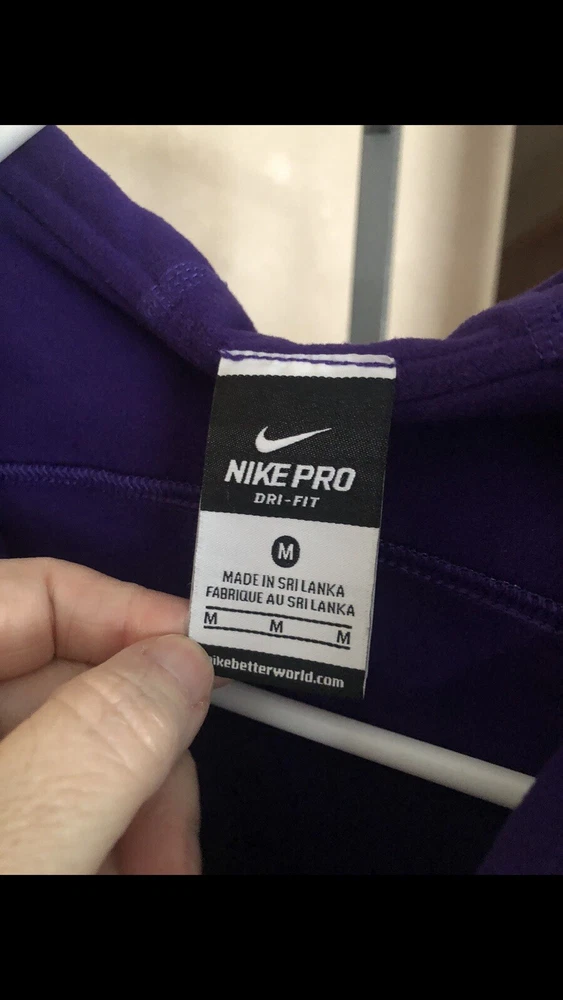 NIKE PRO
DRI-FIT
M
MADE IN SRI LANKA
FABRIQUE AU SRI LANKA
M M M
ikebetterworld.com